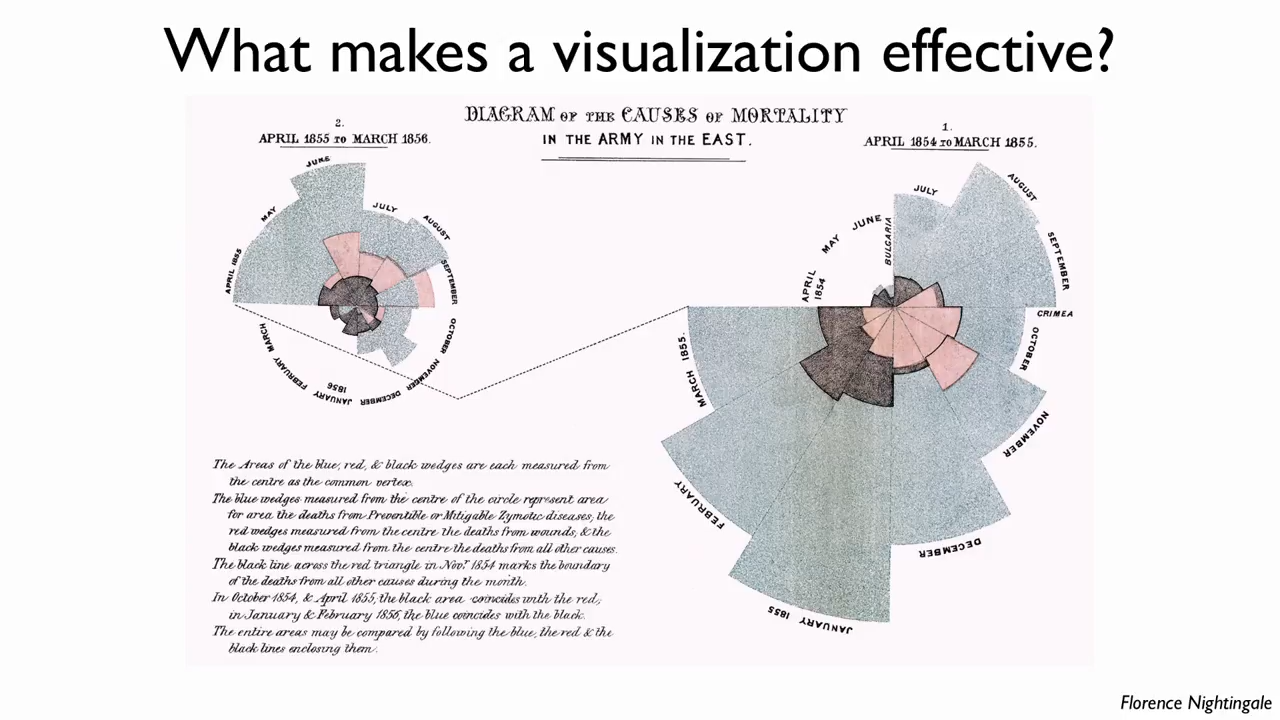 What makes a visualization effective?
DIAGRAM OF THE CAUSES OF MORTALITY
IN THE ARMY IN THE EAST.
2.
APRIL 1855 TO MARCH 1856.
1.
APRIL 1854 TO MARCH 1855.
APRIL 1855
MAY
JUNE
JULY
AUGUST
SEPTEMBER
OCTOBER
NOVEMBER
DECEMBER
JANUARY
1856
FEBRUARY
MARCH
APRIL
1854
MAY
JUNE
BULGARIA
JULY
AUGUST
SEPTEMBER
CRIMEA
OCTOBER
NOVEMBER
DECEMBER
JANUARY 1855
FEBRUARY
MARCH 1855.
The Areas of the blue, red, & black wedges are each measured from
the centre as the common vertex.
The blue wedges measured from the centre of the circle represent area
for area the deaths from Preventible or Mitigable Zymotic diseases; the
red wedges measured from the centre the deaths from wounds; & the
black wedges measured from the centre the deaths from all other causes.
The black line across the red triangle in Novr. 1854 marks the boundary
of the deaths from all other causes during the month.
In October 1854, & April 1855, the black area coincides with the red;
in January & February 1856, the blue coincides with the black.
The entire areas may be compared by following the blue, the red & the
black lines enclosing them.
Florence Nightingale